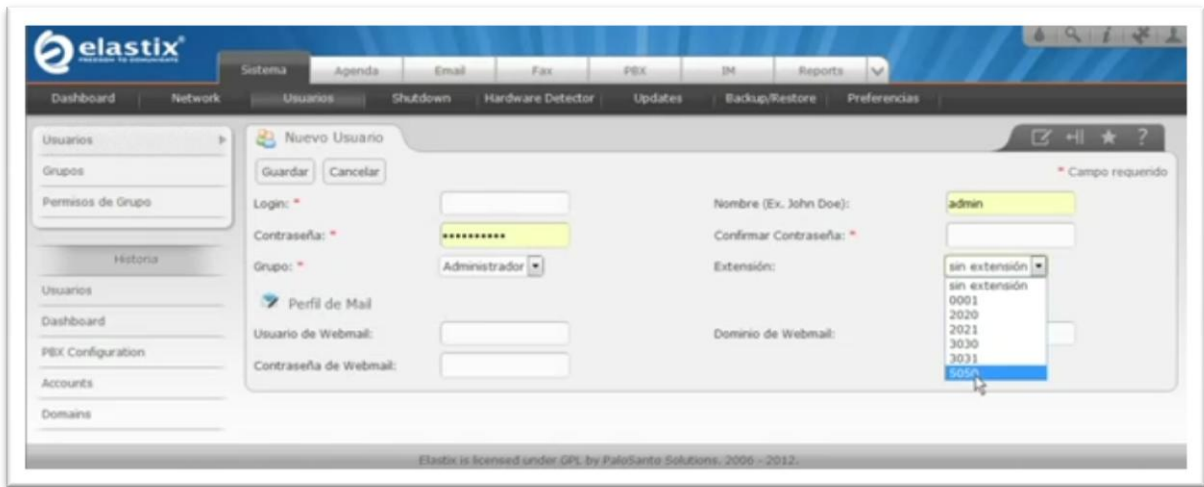 elastix®
FREEDOM TO COMMUNICATE
Sistema Agenda Email Fax PBX IM Reports
Dashboard Network Usuarios Shutdown Hardware Detector Updates Backup/Restore Preferencias
Usuarios
Grupos
Permisos de Grupo
Historia
Usuarios
Dashboard
PBX Configuration
Accounts
Domains
Nuevo Usuario
Guardar Cancelar * Campo requerido
Login: * Nombre (Ex. John Doe): admin
Contraseña: * •••••••••• Confirmar Contraseña: *
Grupo: * Administrador Extensión: sin extensión
sin extensión
0001
2020
2021
3030
3031
5050
Perfil de Mail
Usuario de Webmail: Dominio de Webmail:
Contraseña de Webmail:
Elastix is licensed under GPL by PaloSanto Solutions. 2006 - 2012.